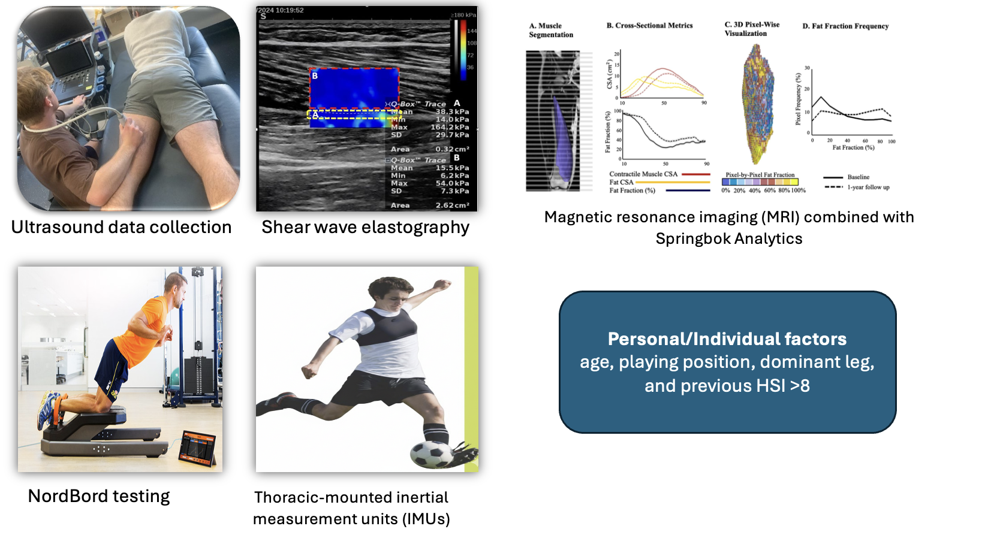 /2024 10:19:52
S
≥180 kPa
144
108
72
36
B
A
Q-Box™ Trace A
Mean 38.3 kPa
Min 14.0 kPa
Max 164.2 kPa
SD 29.7 kPa
Area 0.32 cm²
Q-Box™ Trace B
Mean 15.5 kPa
Min 6.2 kPa
Max 54.0 kPa
SD 7.3 kPa
Area 2.62 cm²
Ultrasound data collection
Shear wave elastography
A. Muscle
Segmentation
B. Cross-Sectional Metrics
CSA (cm²)
20
15
10
5
0
10 50 90
Fat Fraction (%)
100
80
60
40
20
0
10 50 90
Contractile Muscle CSA
Fat CSA
Fat Fraction (%)
C. 3D Pixel-Wise
Visualization
Pixel-by-Pixel Fat Fraction
0% 20% 40% 60% 80% 100%
D. Fat Fraction Frequency
Pixel Frequency (%)
30
20
10
0
0 20 40 60 80 100
Fat Fraction (%)
Baseline
1-year follow up
Magnetic resonance imaging (MRI) combined with
Springbok Analytics
NordBord testing
Thoracic-mounted inertial
measurement units (IMUs)
Personal/Individual factors
age, playing position, dominant leg,
and previous HSI >8